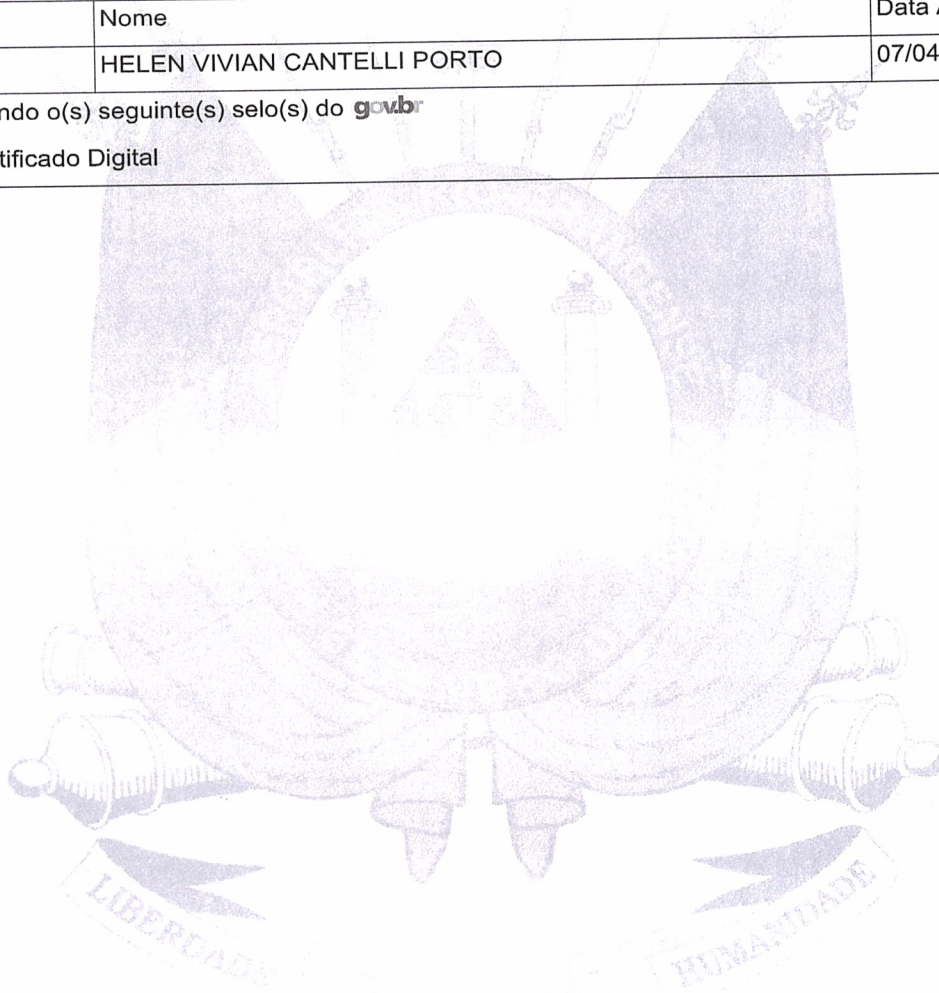 Nome Data
HELEN VIVIAN CANTELLI PORTO 07/04
ndo o(s) seguinte(s) selo(s) do gov.br
tificado Digital
LIBERDADE HUMANIDADE